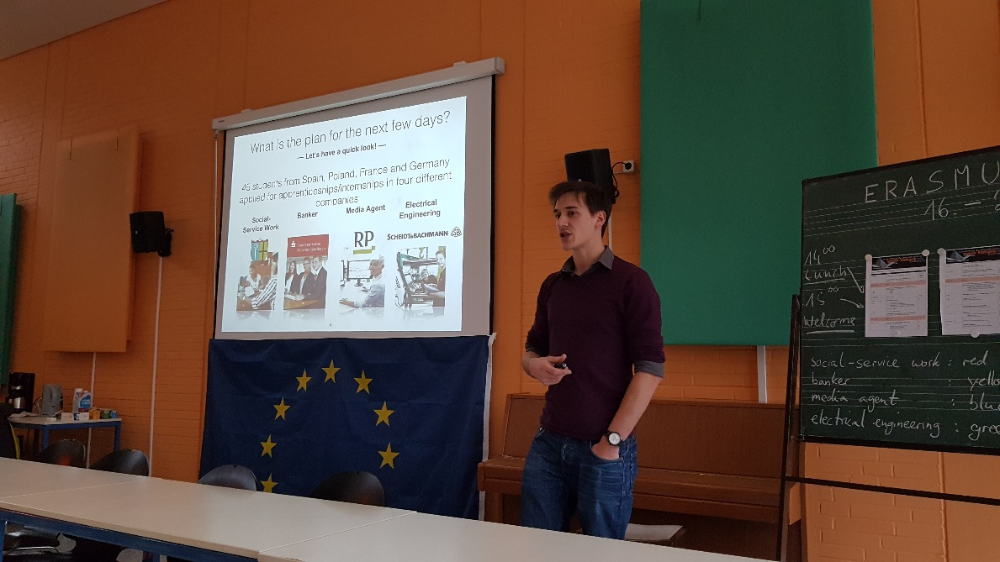 What is the plan for the next few days?
— Let's have a quick look! —
45 students from Spain, Poland, France and Germany
applied for apprenticeships/internships in four different
companies
Social-
Service Work
Banker
Media Agent
Electrical
Engineering
RP
SCHEIDT&BACHMANN
ERASMU
16. – 2
14⁰⁰
Lunch
15⁰⁰
Welcome
social-service work : red
banker : yello
media agent : blu
electrical engineering : gree